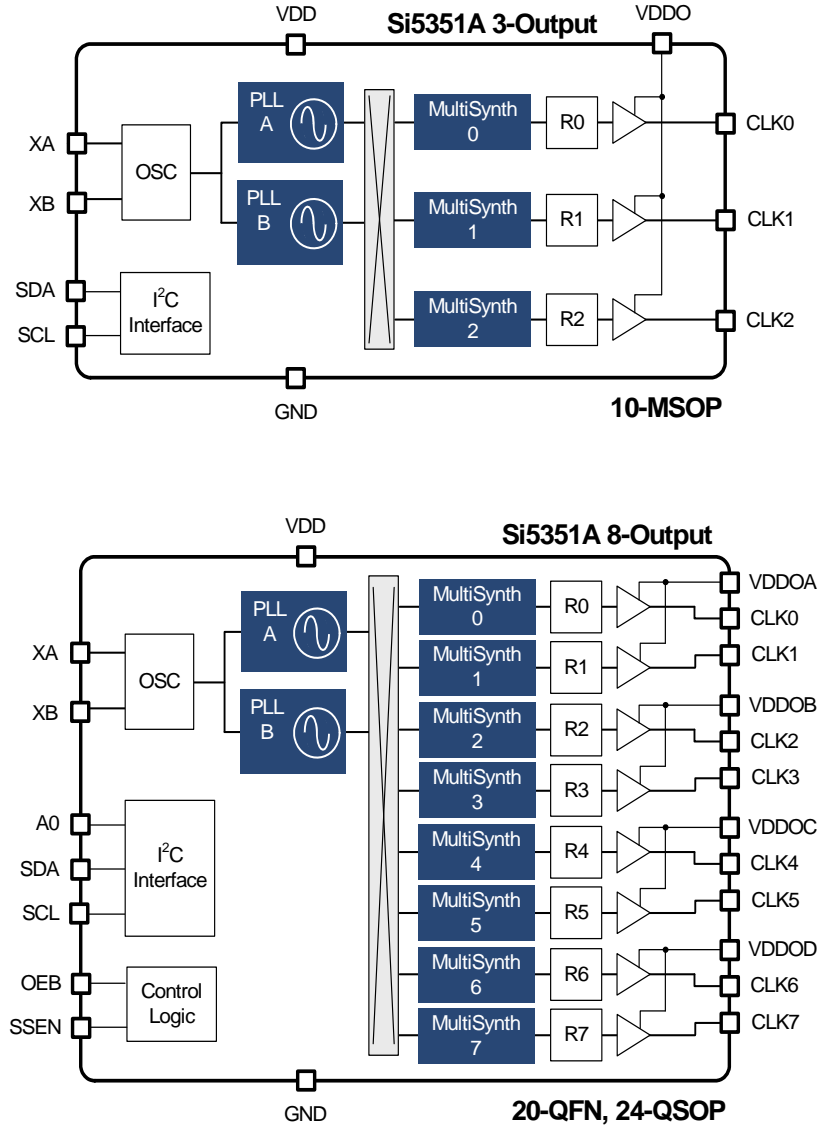 VDD
Si5351A 3-Output
VDDO
XA
XB
OSC
PLL
A
PLL
B
MultiSynth
0
R0
CLK0
MultiSynth
1
R1
CLK1
MultiSynth
2
R2
CLK2
SDA
SCL
I²C
Interface
GND
10-MSOP
VDD
Si5351A 8-Output
XA
XB
OSC
PLL
A
PLL
B
MultiSynth
0
R0
VDDOA
CLK0
MultiSynth
1
R1
CLK1
MultiSynth
2
R2
VDDOB
CLK2
MultiSynth
3
R3
CLK3
A0
SDA
SCL
I²C
Interface
MultiSynth
4
R4
VDDOC
CLK4
MultiSynth
5
R5
CLK5
OEB
SSEN
Control
Logic
MultiSynth
6
R6
VDDOD
CLK6
MultiSynth
7
R7
CLK7
GND
20-QFN, 24-QSOP